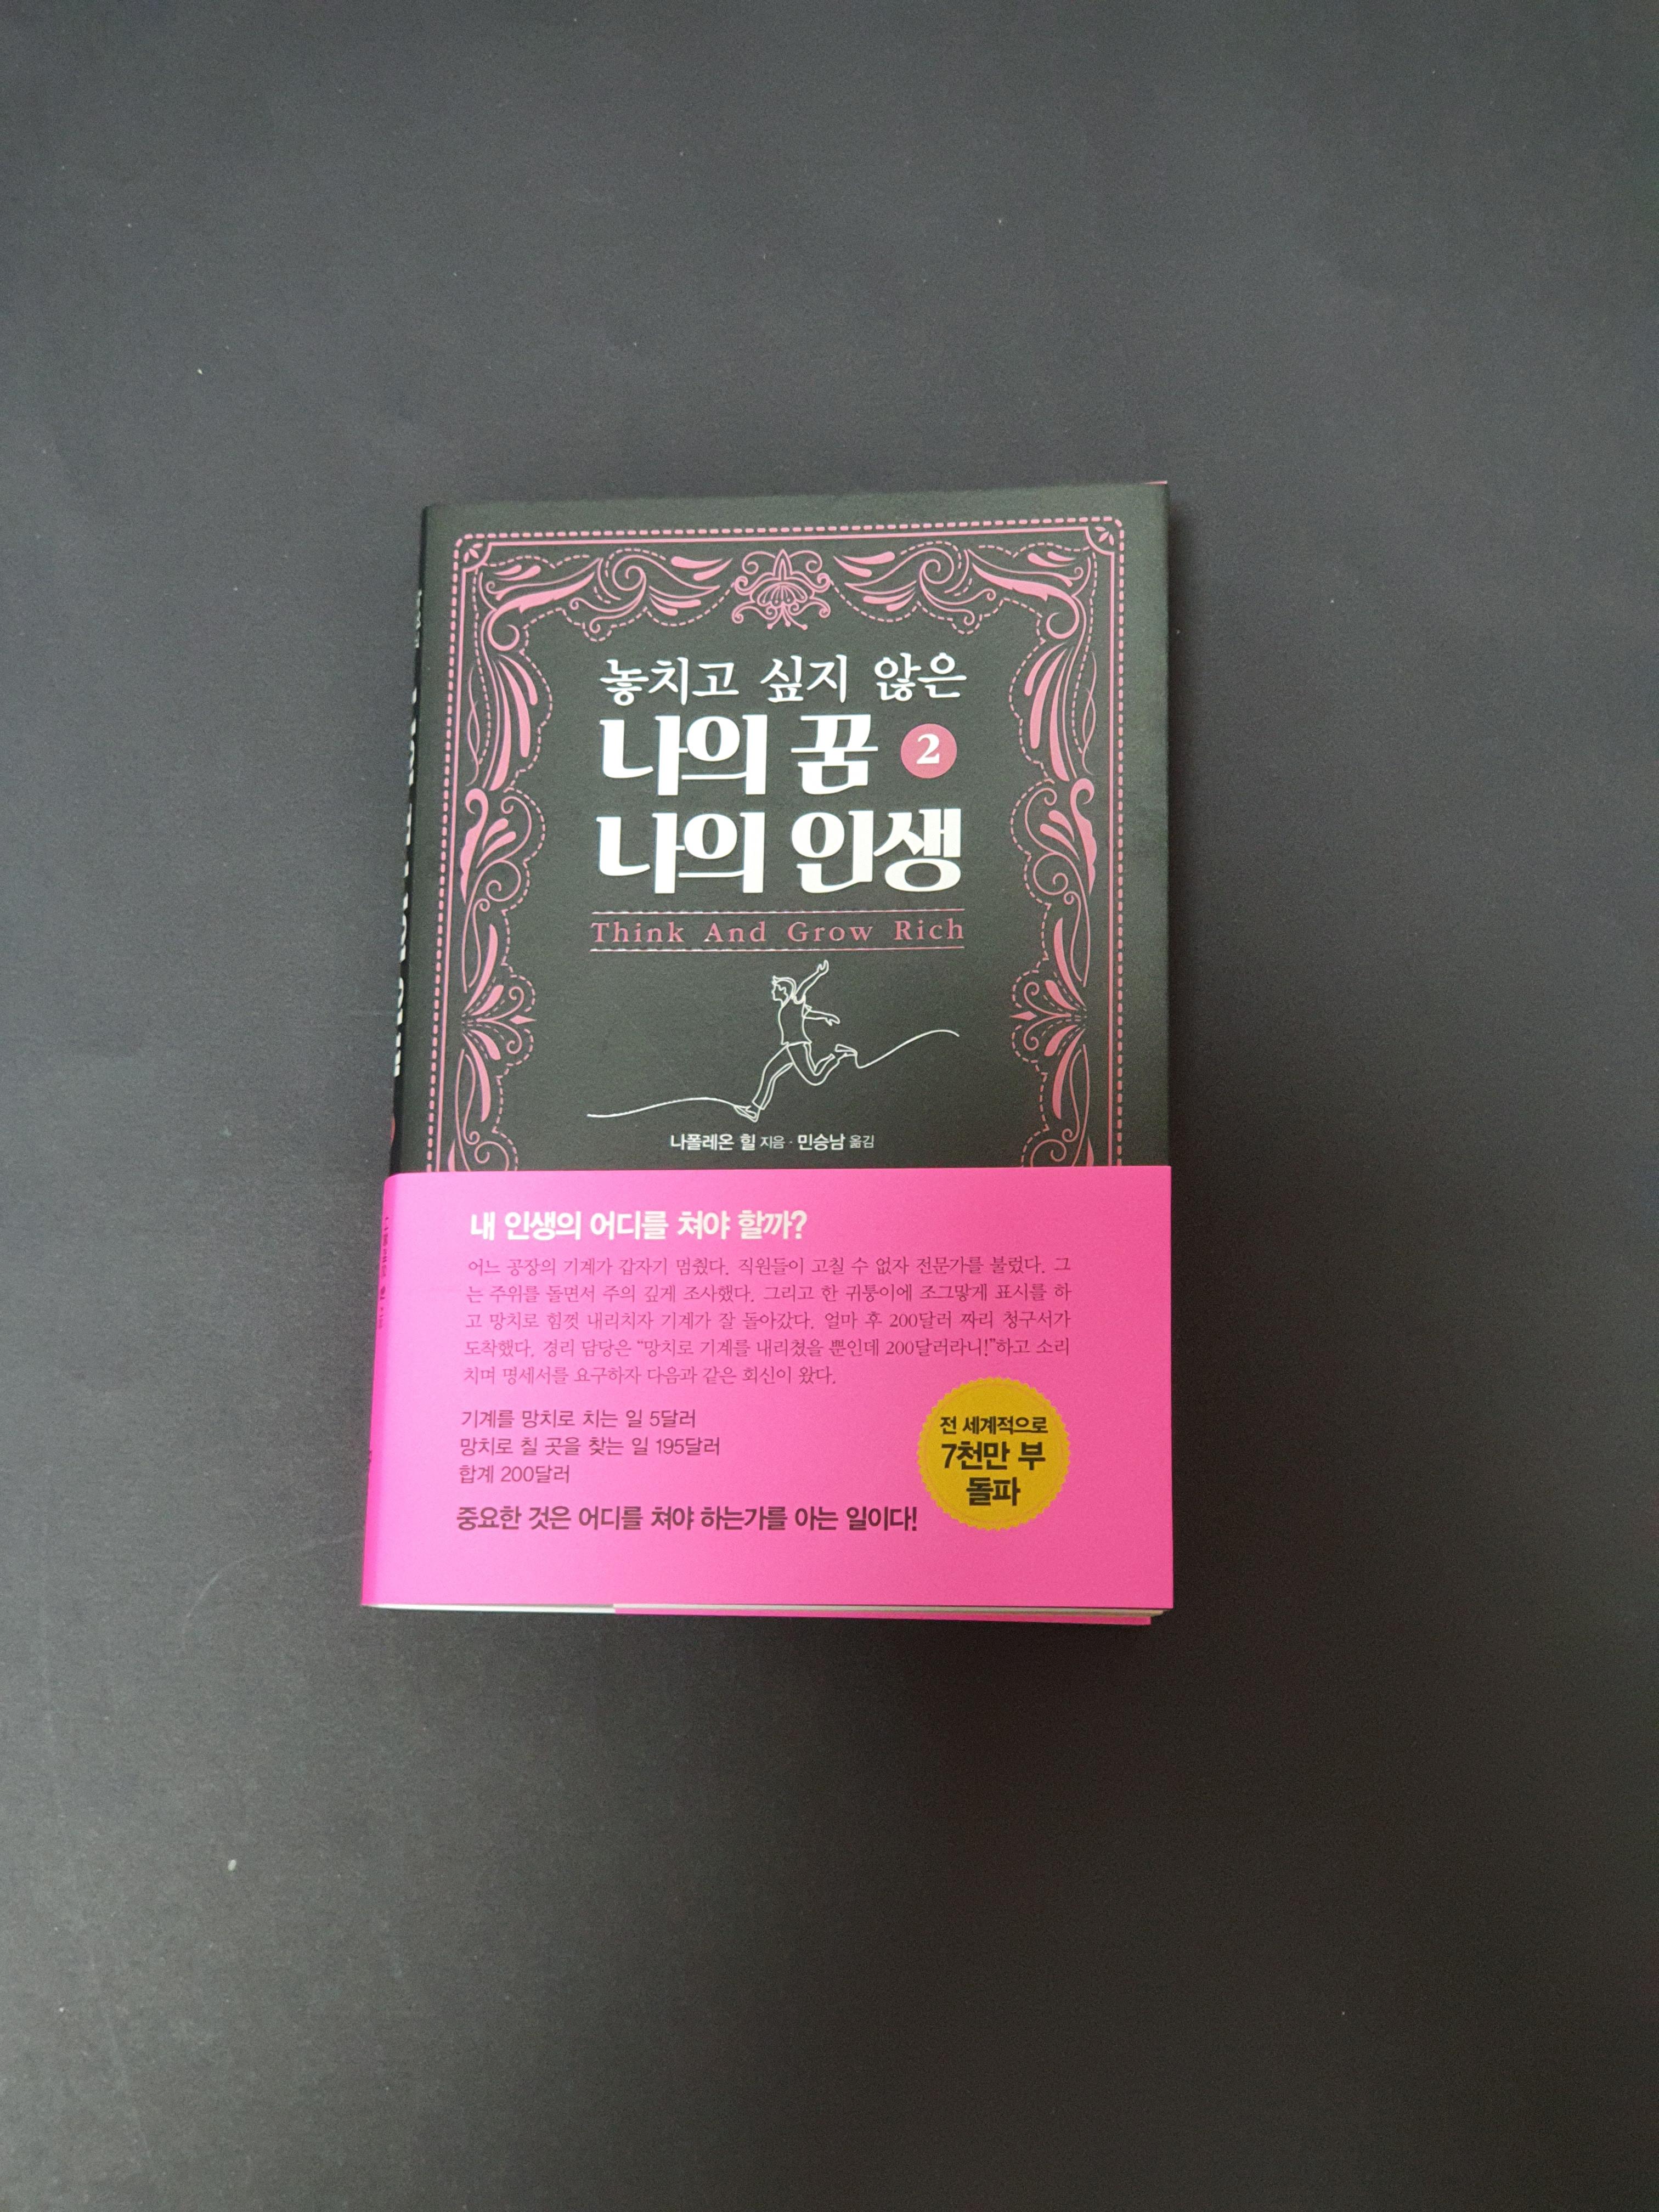 놓치고 싶지 않은
나의 꿈 2
나의 인생
Think And Grow Rich
나폴레온 힐 지음 · 민승남 옮김
내 인생의 어디를 쳐야 할까?
어느 공장의 기계가 갑자기 멈췄다. 직원들이 고칠 수 없자 전문가를 불렀다. 그
는 주위를 돌면서 주의 깊게 조사했다. 그리고 한 귀퉁이에 조그맣게 표시를 하
고 망치로 힘껏 내리치자 기계가 잘 돌아갔다. 얼마 후 200달러 짜리 청구서가
도착했다. 경리 담당은 “망치로 기계를 내리쳤을 뿐인데 200달러라니!”하고 소리
치며 명세서를 요구하자 다음과 같은 회신이 왔다.
기계를 망치로 치는 일 5달러
망치로 칠 곳을 찾는 일 195달러
합계 200달러
중요한 것은 어디를 쳐야 하는가를 아는 일이다!
전 세계적으로
7천만 부
돌파